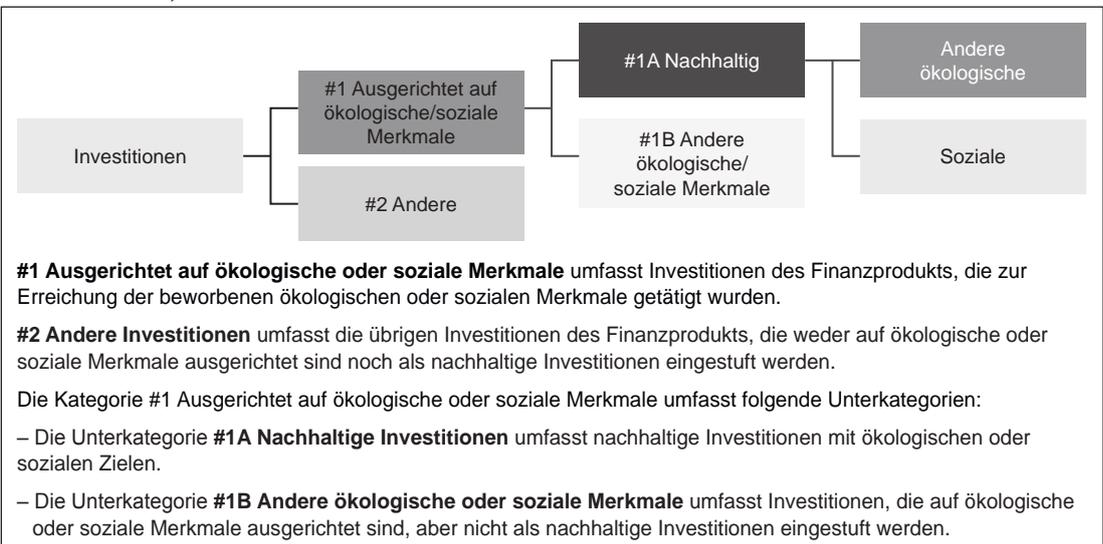 #1A Nachhaltig
Andere
ökologische
#1 Ausgerichtet auf
ökologische/soziale
Merkmale
Investitionen
#1B Andere
ökologische/
soziale Merkmale
Soziale
#2 Andere
#1 Ausgerichtet auf ökologische oder soziale Merkmale umfasst Investitionen des Finanzprodukts, die zur
Erreichung der beworbenen ökologischen oder sozialen Merkmale getätigt wurden.
#2 Andere Investitionen umfasst die übrigen Investitionen des Finanzprodukts, die weder auf ökologische oder
soziale Merkmale ausgerichtet sind noch als nachhaltige Investitionen eingestuft werden.
Die Kategorie #1 Ausgerichtet auf ökologische oder soziale Merkmale umfasst folgende Unterkategorien:
– Die Unterkategorie #1A Nachhaltige Investitionen umfasst nachhaltige Investitionen mit ökologischen oder
sozialen Zielen.
– Die Unterkategorie #1B Andere ökologische oder soziale Merkmale umfasst Investitionen, die auf ökologische
oder soziale Merkmale ausgerichtet sind, aber nicht als nachhaltige Investitionen eingestuft werden.